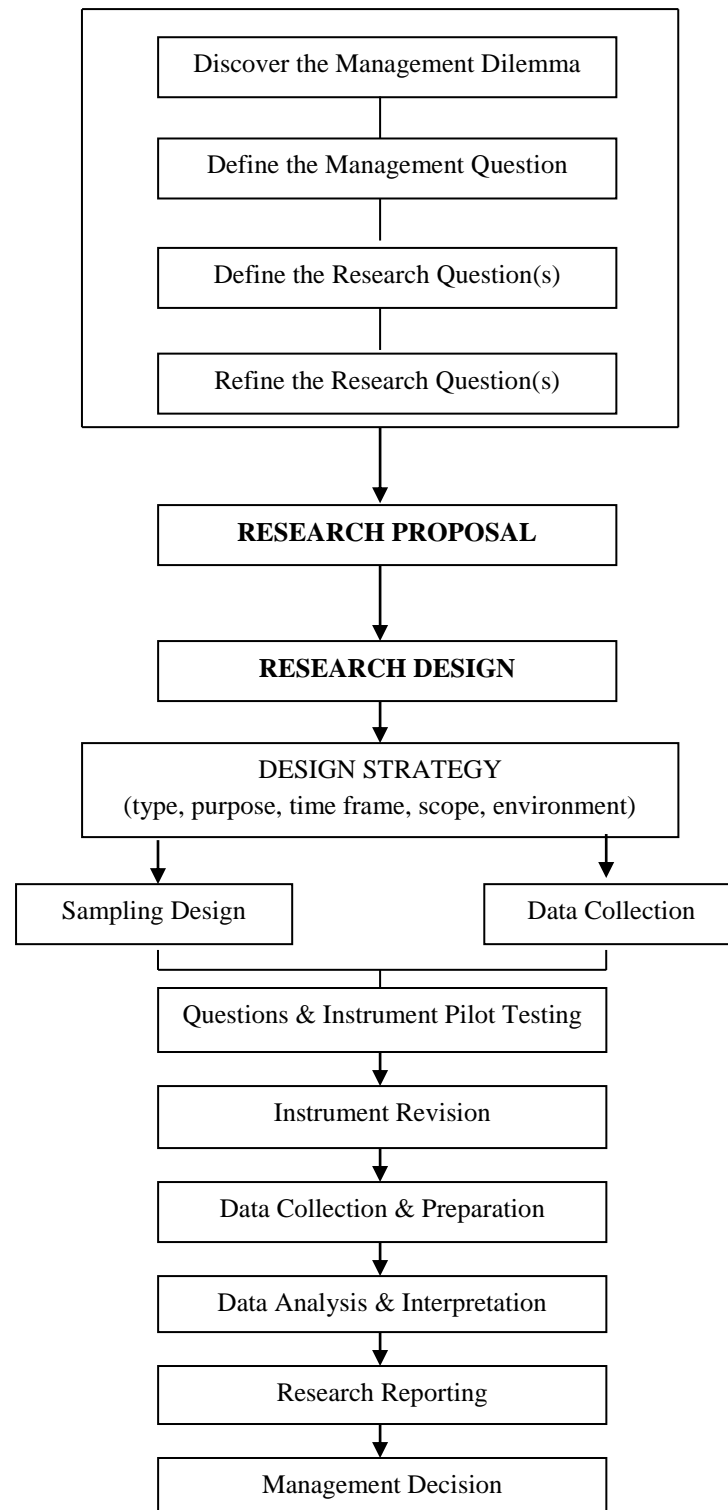 Discover the Management Dilemma
Define the Management Question
Define the Research Question(s)
Refine the Research Question(s)
RESEARCH PROPOSAL
RESEARCH DESIGN
DESIGN STRATEGY
(type, purpose, time frame, scope, environment)
Sampling Design
Data Collection
Questions & Instrument Pilot Testing
Instrument Revision
Data Collection & Preparation
Data Analysis & Interpretation
Research Reporting
Management Decision